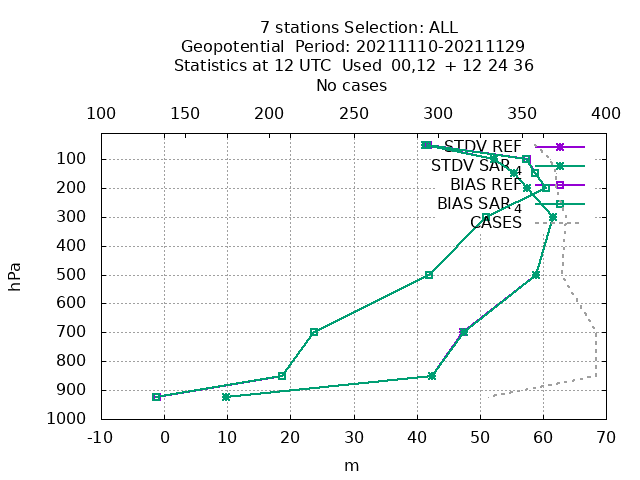 7 stations Selection: ALL
Geopotential  Period: 20211110-20211129
Statistics at 12 UTC  Used  00,12  + 12 24 36
No cases
100 150 200 250 300 350 400
STDV REF
STDV SAR4
BIAS REF
BIAS SAR4
CASES
hPa
100
200
300
400
500
600
700
800
900
1000
-10 0 10 20 30 40 50 60 70
m